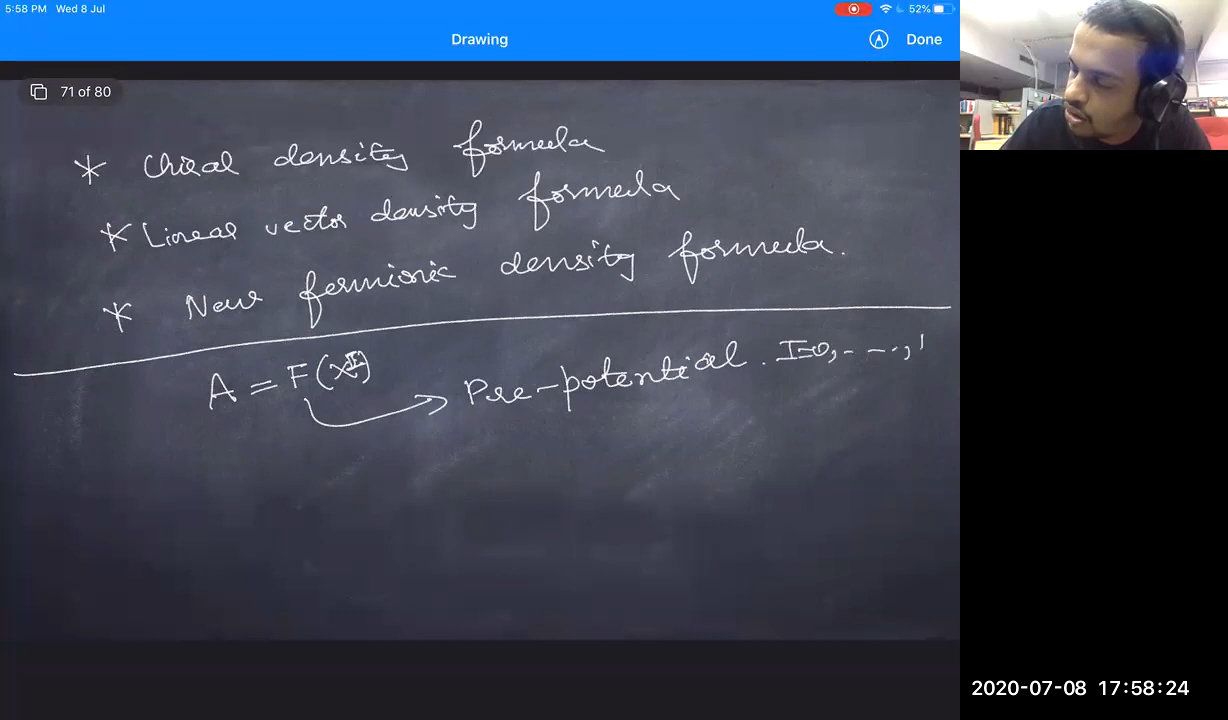 5:58 PM Wed 8 Jul
52%
Drawing
Done
71 of 80
* Chiral density formula
* Linear vector density formula
* New fermionic density formula.
A = F(X^I) Pre-potential. I=0,- - -.,
2020-07-08 17:58:24